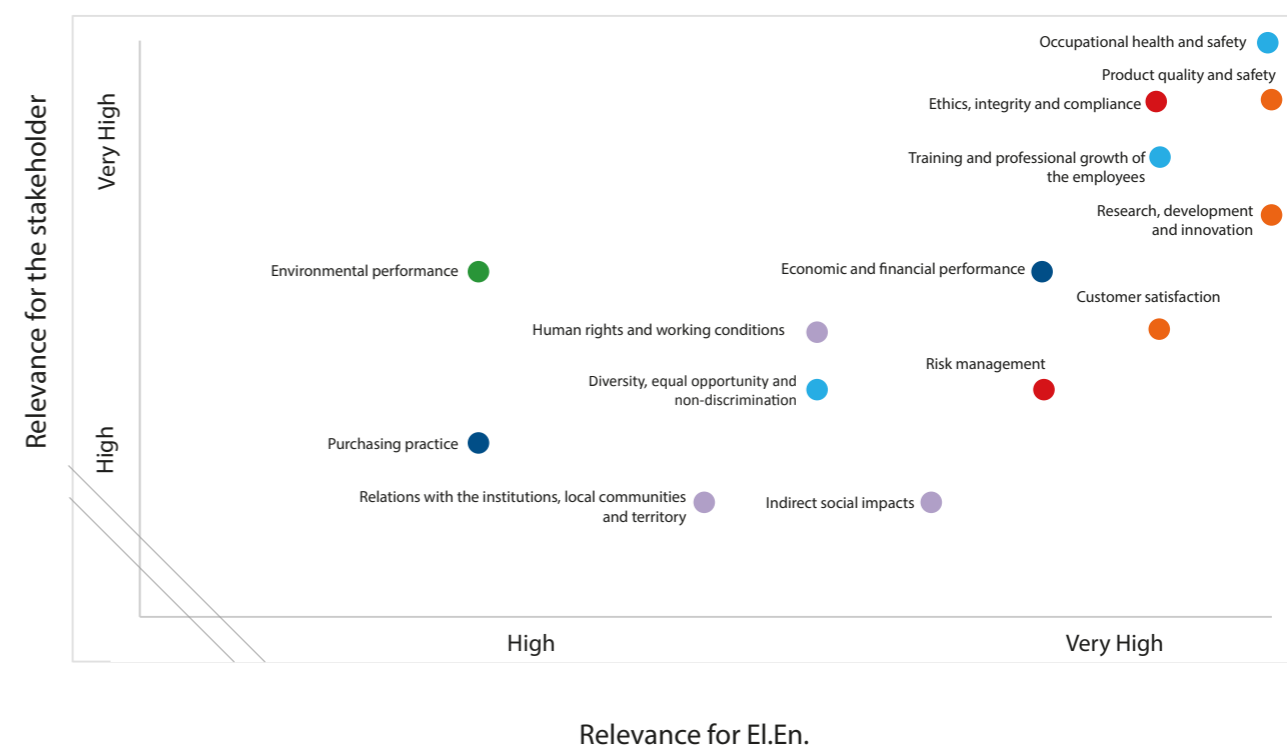 Relevance for the stakeholder
Very High
High
Occupational health and safety
Product quality and safety
Ethics, integrity and compliance
Training and professional growth of
the employees
Research, development
and innovation
Environmental performance
Economic and financial performance
Customer satisfaction
Human rights and working conditions
Risk management
Diversity, equal opportunity and
non-discrimination
Purchasing practice
Relations with the institutions, local communities
and territory
Indirect social impacts
High
Very High
Relevance for El.En.